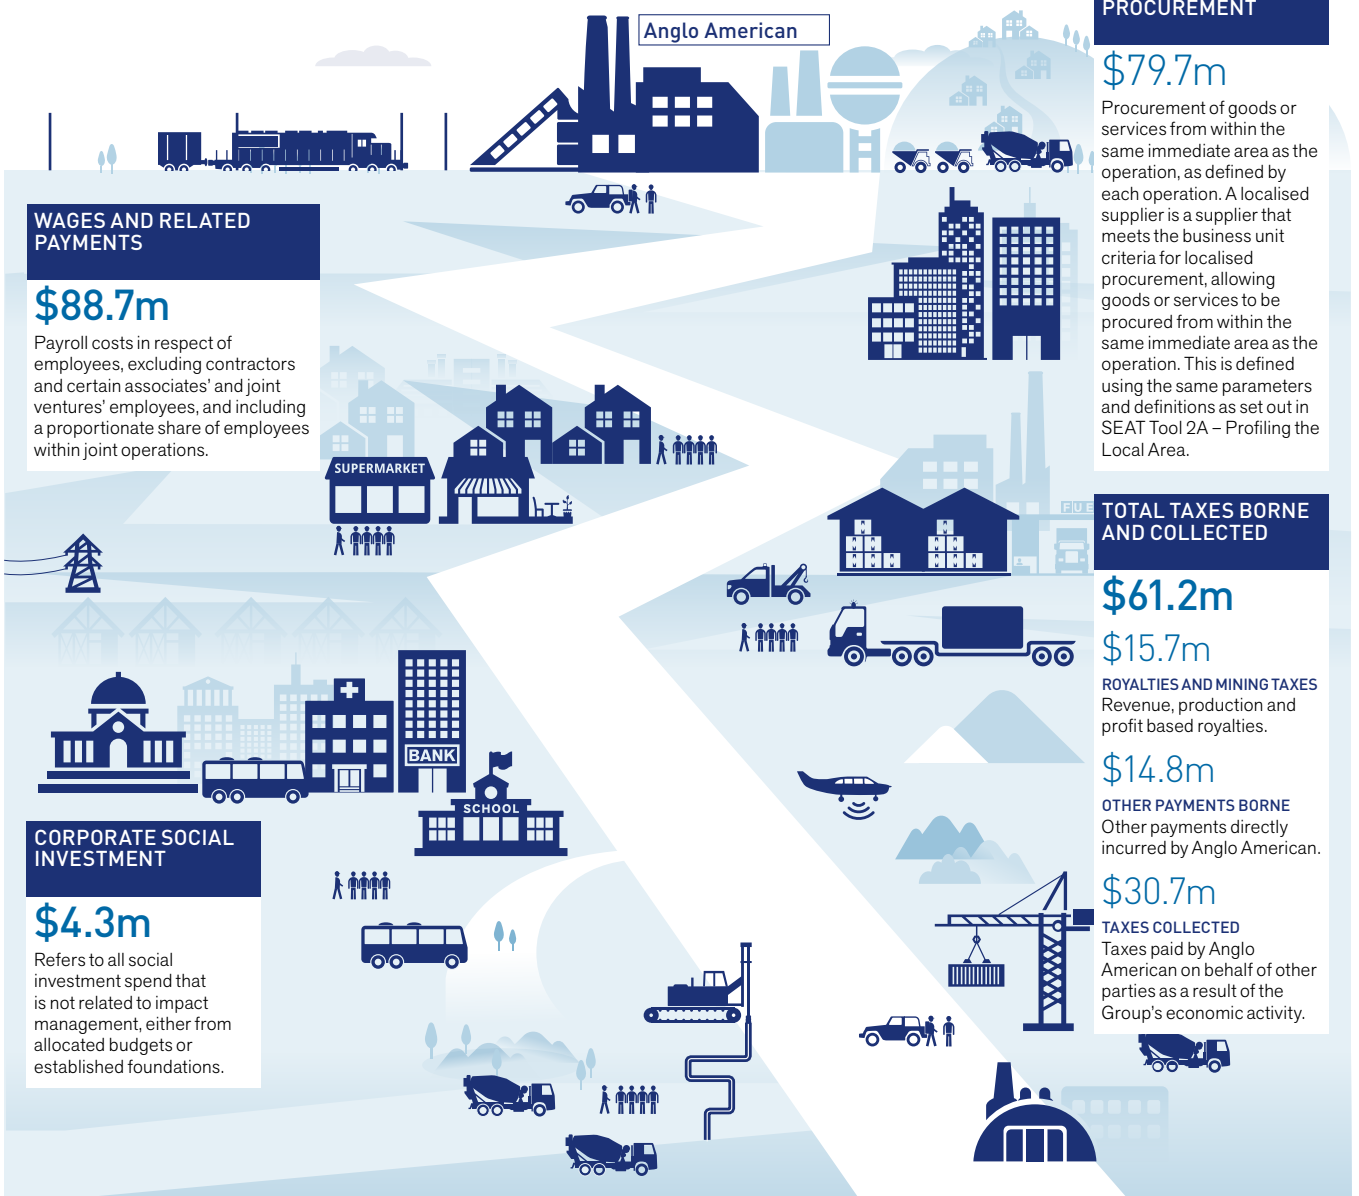 Anglo American
PROCUREMENT
$79.7m
Procurement of goods or
services from within the
same immediate area as the
operation, as defined by
each operation. A localised
supplier is a supplier that
meets the business unit
criteria for localised
procurement, allowing
goods or services to be
procured from within the
same immediate area as the
operation. This is defined
using the same parameters
and definitions as set out in
SEAT Tool 2A – Profiling the
Local Area.
WAGES AND RELATED
PAYMENTS
$88.7m
Payroll costs in respect of
employees, excluding contractors
and certain associates' and joint
ventures' employees, and including
a proportionate share of employees
within joint operations.
SUPERMARKET
FUE
TOTAL TAXES BORNE
AND COLLECTED
$61.2m
$15.7m
ROYALTIES AND MINING TAXES
Revenue, production and
profit based royalties.
$14.8m
OTHER PAYMENTS BORNE
Other payments directly
incurred by Anglo American.
$30.7m
TAXES COLLECTED
Taxes paid by Anglo
American on behalf of other
parties as a result of the
Group's economic activity.
BANK
SCHOOL
CORPORATE SOCIAL
INVESTMENT
$4.3m
Refers to all social
investment spend that
is not related to impact
management, either from
allocated budgets or
established foundations.